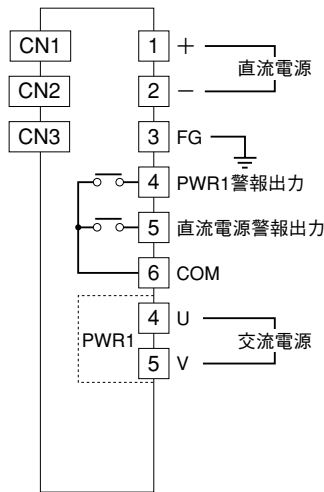 CN1
CN2
CN3
1 + 直流電源
2 −
3 FG
4 PWR1警報出力
5 直流電源警報出力
6 COM
PWR1
4 U 交流電源
5 V